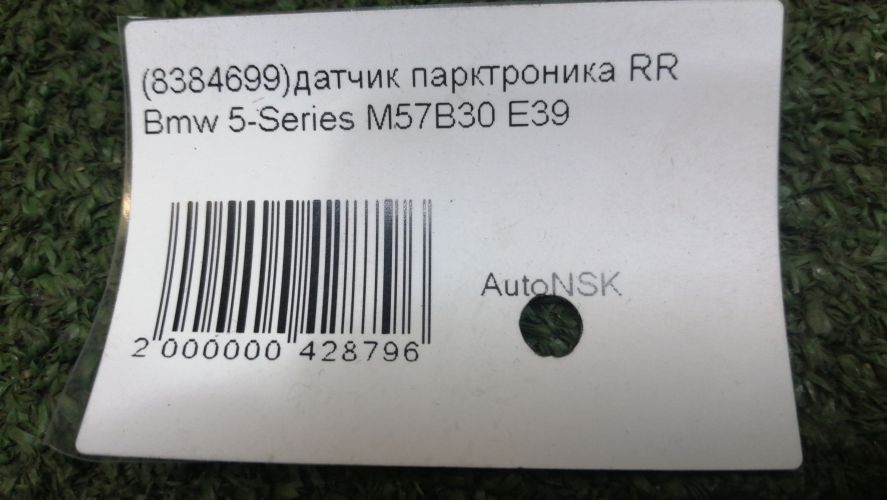 (8384699)датчик парктроника RR
Bmw 5-Series M57B30 E39
AutoNSK
2 000000 428796